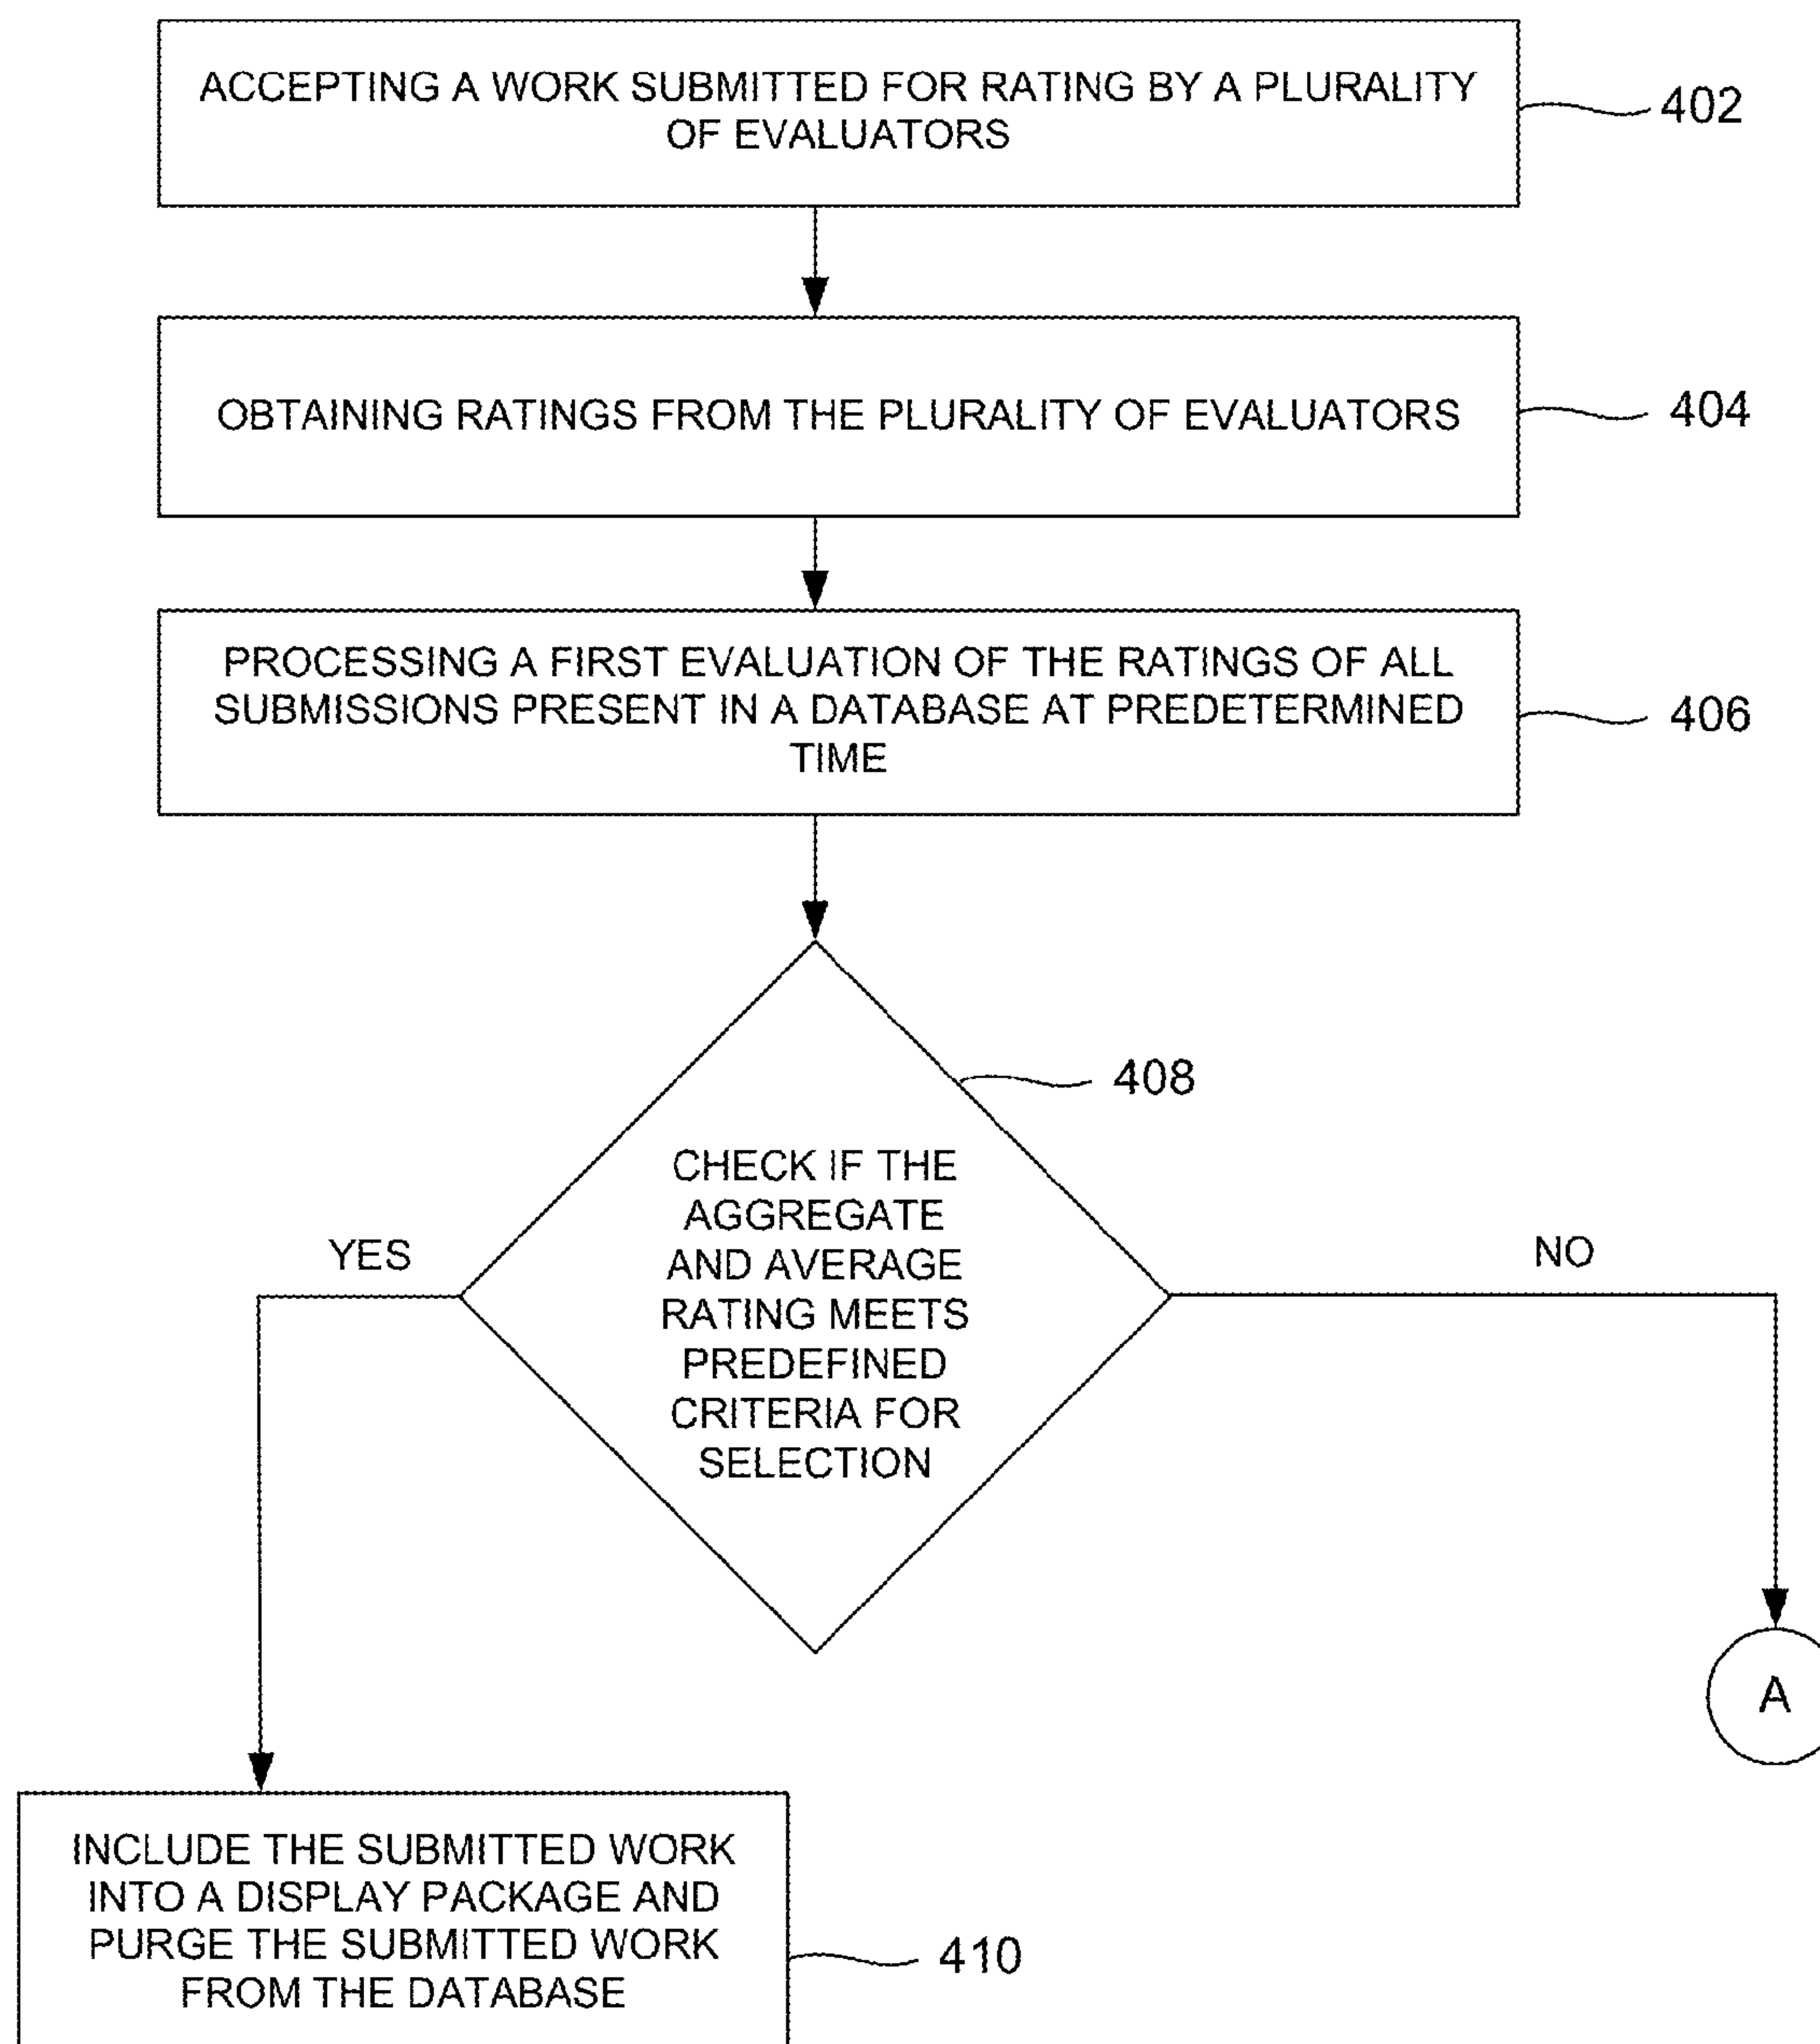 ACCEPTING A WORK SUBMITTED FOR RATING BY A PLURALITY
OF EVALUATORS
402
OBTAINING RATINGS FROM THE PLURALITY OF EVALUATORS
404
PROCESSING A FIRST EVALUATION OF THE RATINGS OF ALL
SUBMISSIONS PRESENT IN A DATABASE AT PREDETERMINED
TIME
406
408
CHECK IF THE
AGGREGATE
AND AVERAGE
RATING MEETS
PREDEFINED
CRITERIA FOR
SELECTION
YES
NO
A
INCLUDE THE SUBMITTED WORK
INTO A DISPLAY PACKAGE AND
PURGE THE SUBMITTED WORK
FROM THE DATABASE
410